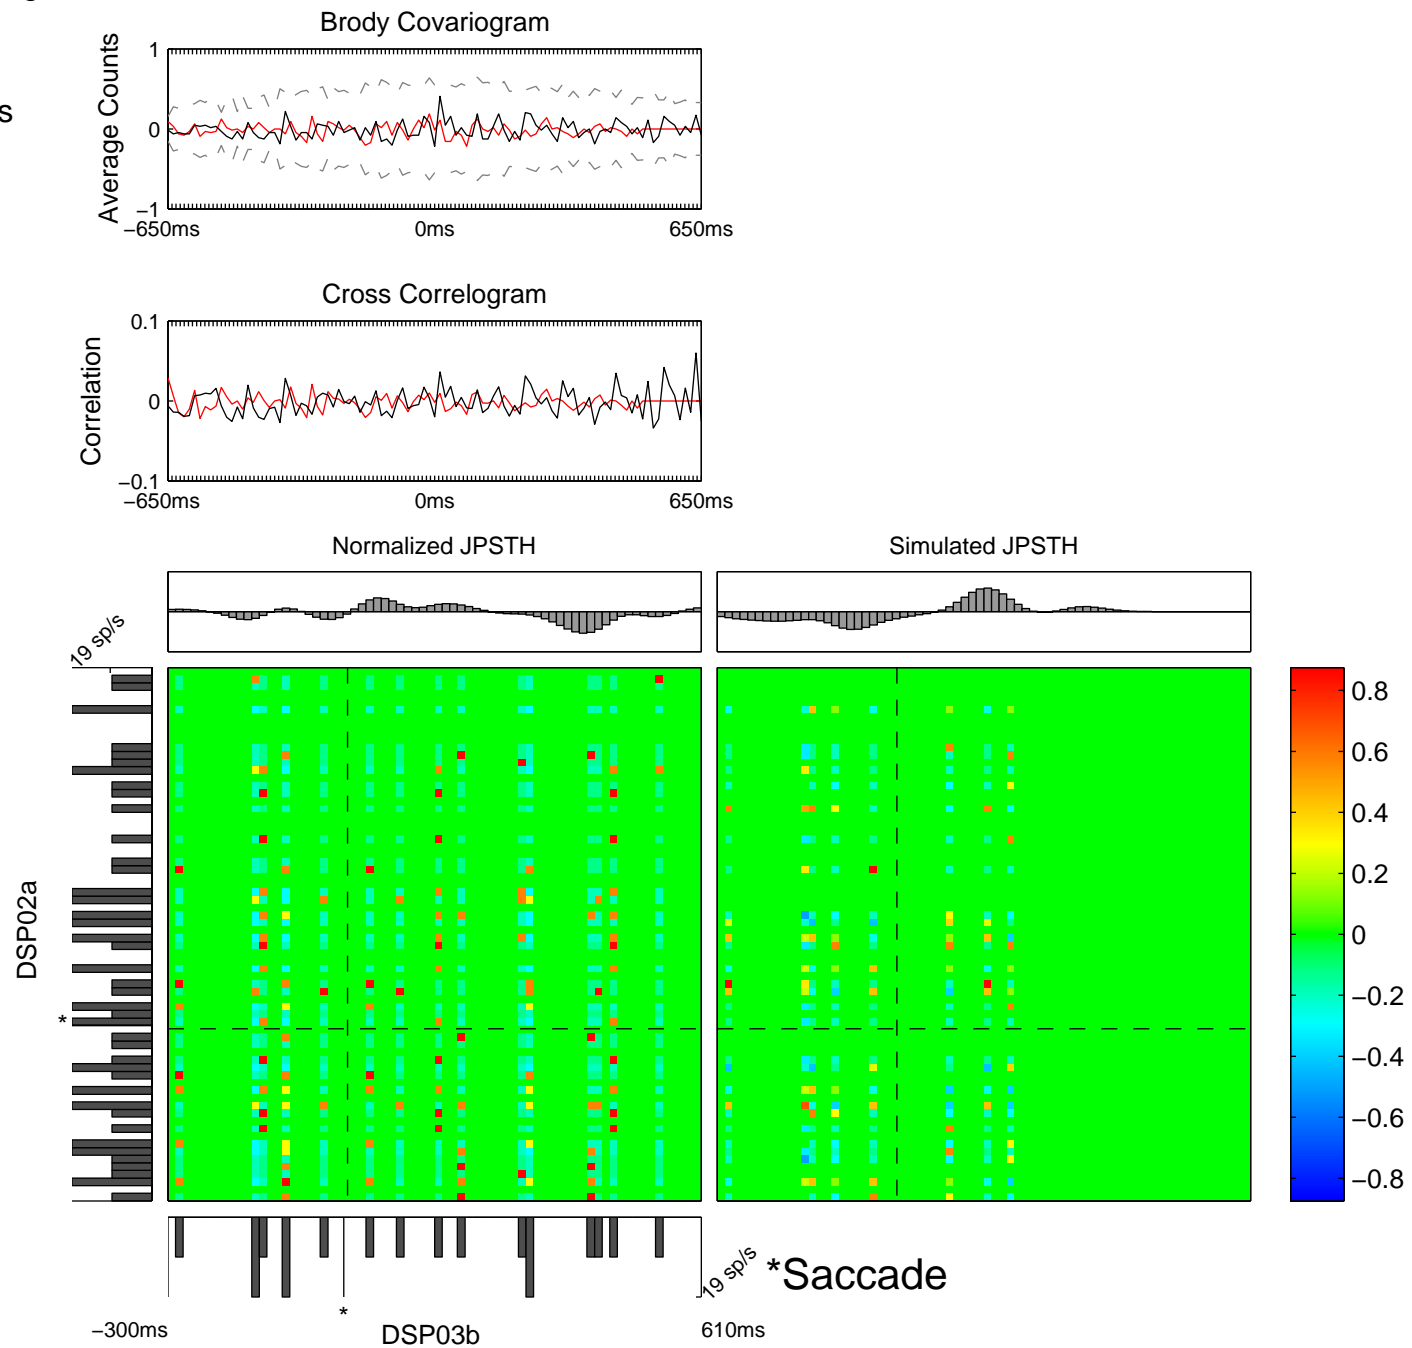 Brody Covariogram
Average Counts
s
1
0
−1
−650ms
0ms
650ms
Cross Correlogram
Correlation
0.1
0
−0.1
−650ms
0ms
650ms
Normalized JPSTH
Simulated JPSTH
19 sp/s
DSP02a
*
0.8
0.6
0.4
0.2
0
−0.2
−0.4
−0.6
−0.8
19 sp/s
*Saccade
*
−300ms
DSP03b
610ms